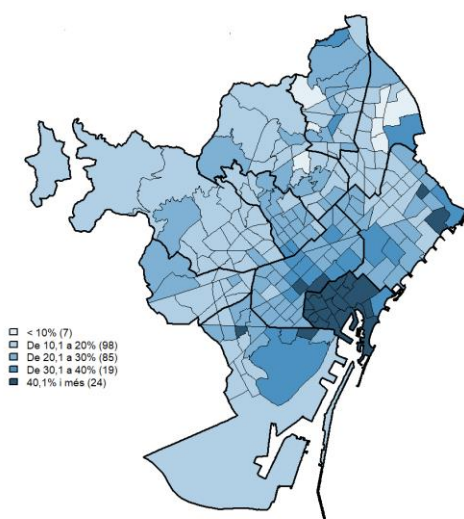 < 10% (7)
De 10,1 a 20% (98)
De 20,1 a 30% (85)
De 30,1 a 40% (19)
40,1% i més (24)